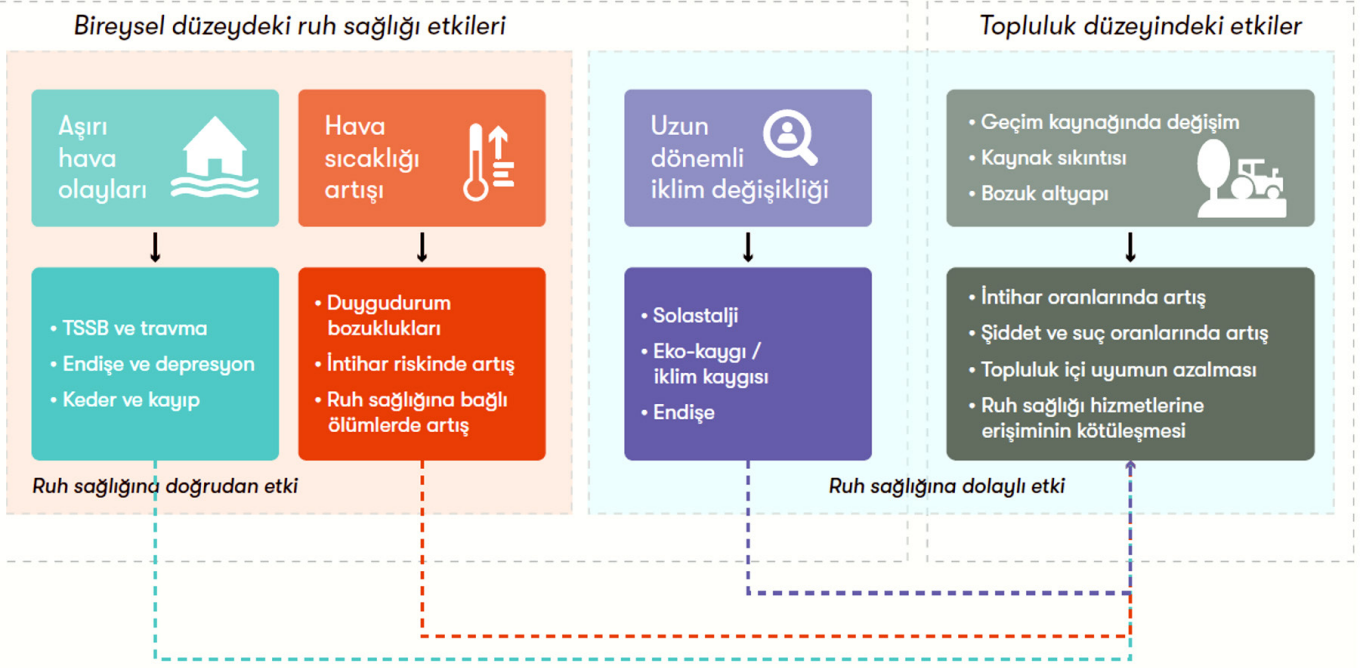 Bireysel düzeydeki ruh sağlığı etkileri
Topluluk düzeyindeki etkiler
Aşırı
hava
olayları
Hava
sıcaklığı
artışı
Uzun
dönemli
iklim değişikliği
• Geçim kaynağında değişim
• Kaynak sıkıntısı
• Bozuk altyapı
• TSSB ve travma
• Endişe ve depresyon
• Keder ve kayıp
• Duygudurum
bozuklukları
• İntihar riskinde artış
• Ruh sağlığına bağlı
ölümlerde artış
• Solastalji
• Eko-kaygı /
iklim kaygısı
• Endişe
• İntihar oranlarında artış
• Şiddet ve suç oranlarında artış
• Topluluk içi uyumun azalması
• Ruh sağlığı hizmetlerine
erişiminin kötüleşmesi
Ruh sağlığına doğrudan etki
Ruh sağlığına dolaylı etki